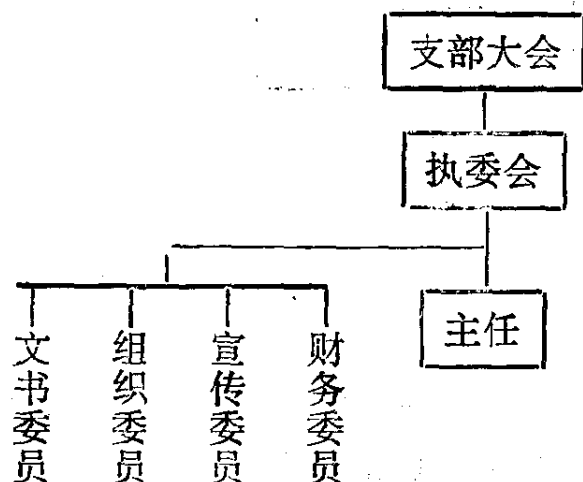 支部大会
执委会
主任
文书委员
组织委员
宣传委员
财务委员